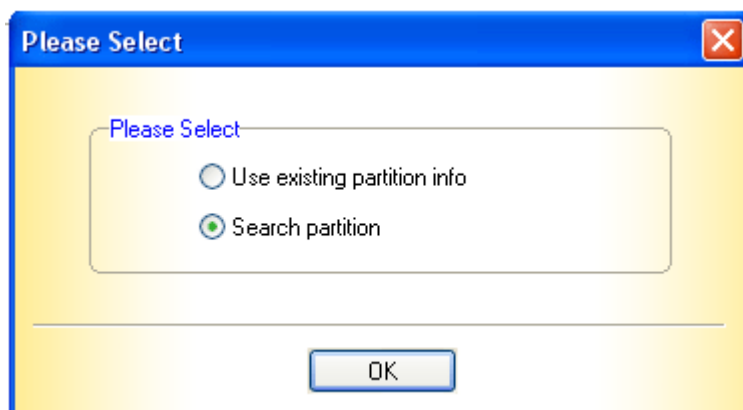 Please Select
Please Select
Use existing partition info
Search partition
OK